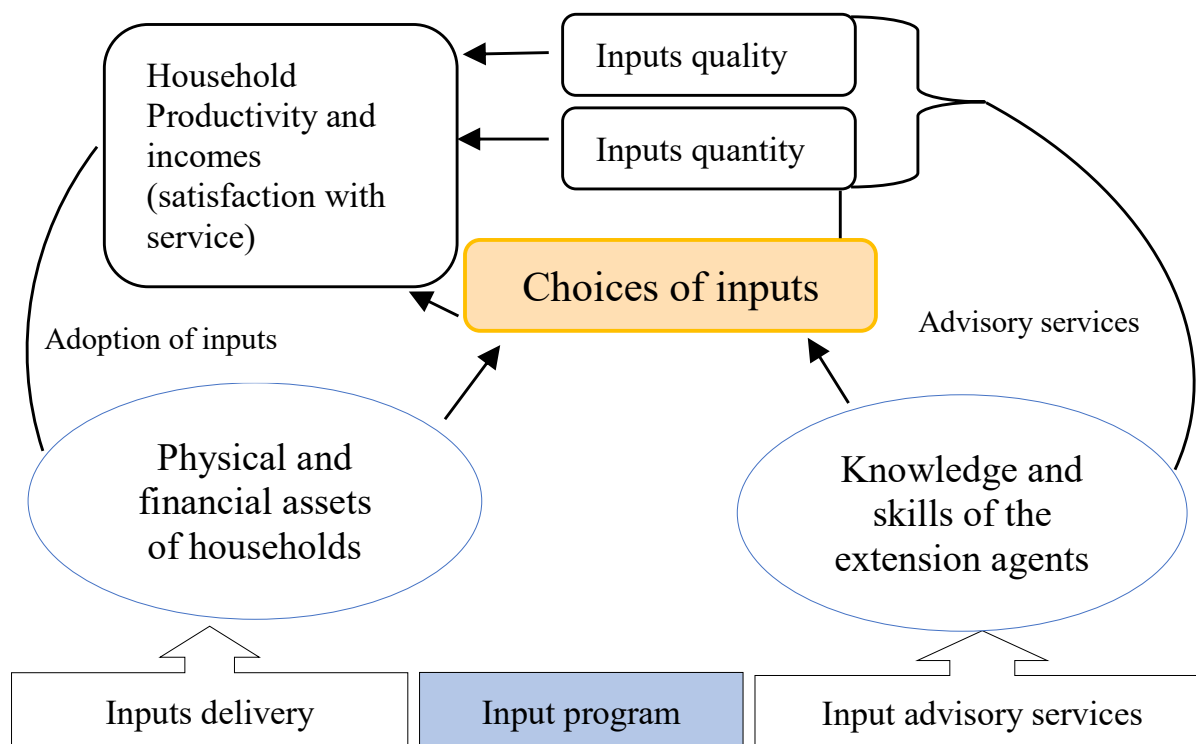 Household
Productivity and
incomes
(satisfaction with
service)
Inputs quality
Inputs quantity
Choices of inputs
Adoption of inputs
Advisory services
Physical and
financial assets
of households
Knowledge and
skills of the
extension agents
Inputs delivery
Input program
Input advisory services